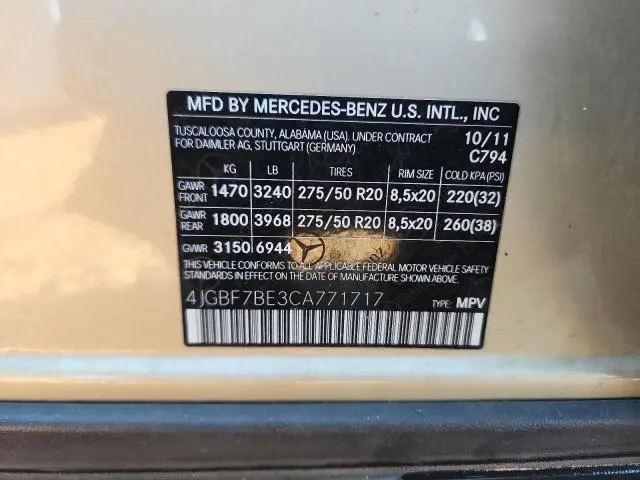 MFD BY MERCEDES-BENZ U.S. INTL., INC
TUSCALOOSA COUNTY, ALABAMA (USA). UNDER CONTRACT 10/11
FOR DAIMLER AG, STUTTGART (GERMANY) C794
KG LB TIRES RIM SIZE COLD KPA(PSI)
GAWR FRONT 1470 3240 275/50 R20 8,5x20 220(32)
GAWR REAR 1800 3968 275/50 R20 8,5x20 260(38)
GVWR 3150 6944
THIS VEHICLE CONFORMS TO ALL APPLICABLE FEDERAL MOTOR VEHICLE SAFETY
STANDARDS IN EFFECT ON THE DATE OF MANUFACTURE SHOWN ABOVE.
4JGBF7BE3CA771717 TYPE: MPV